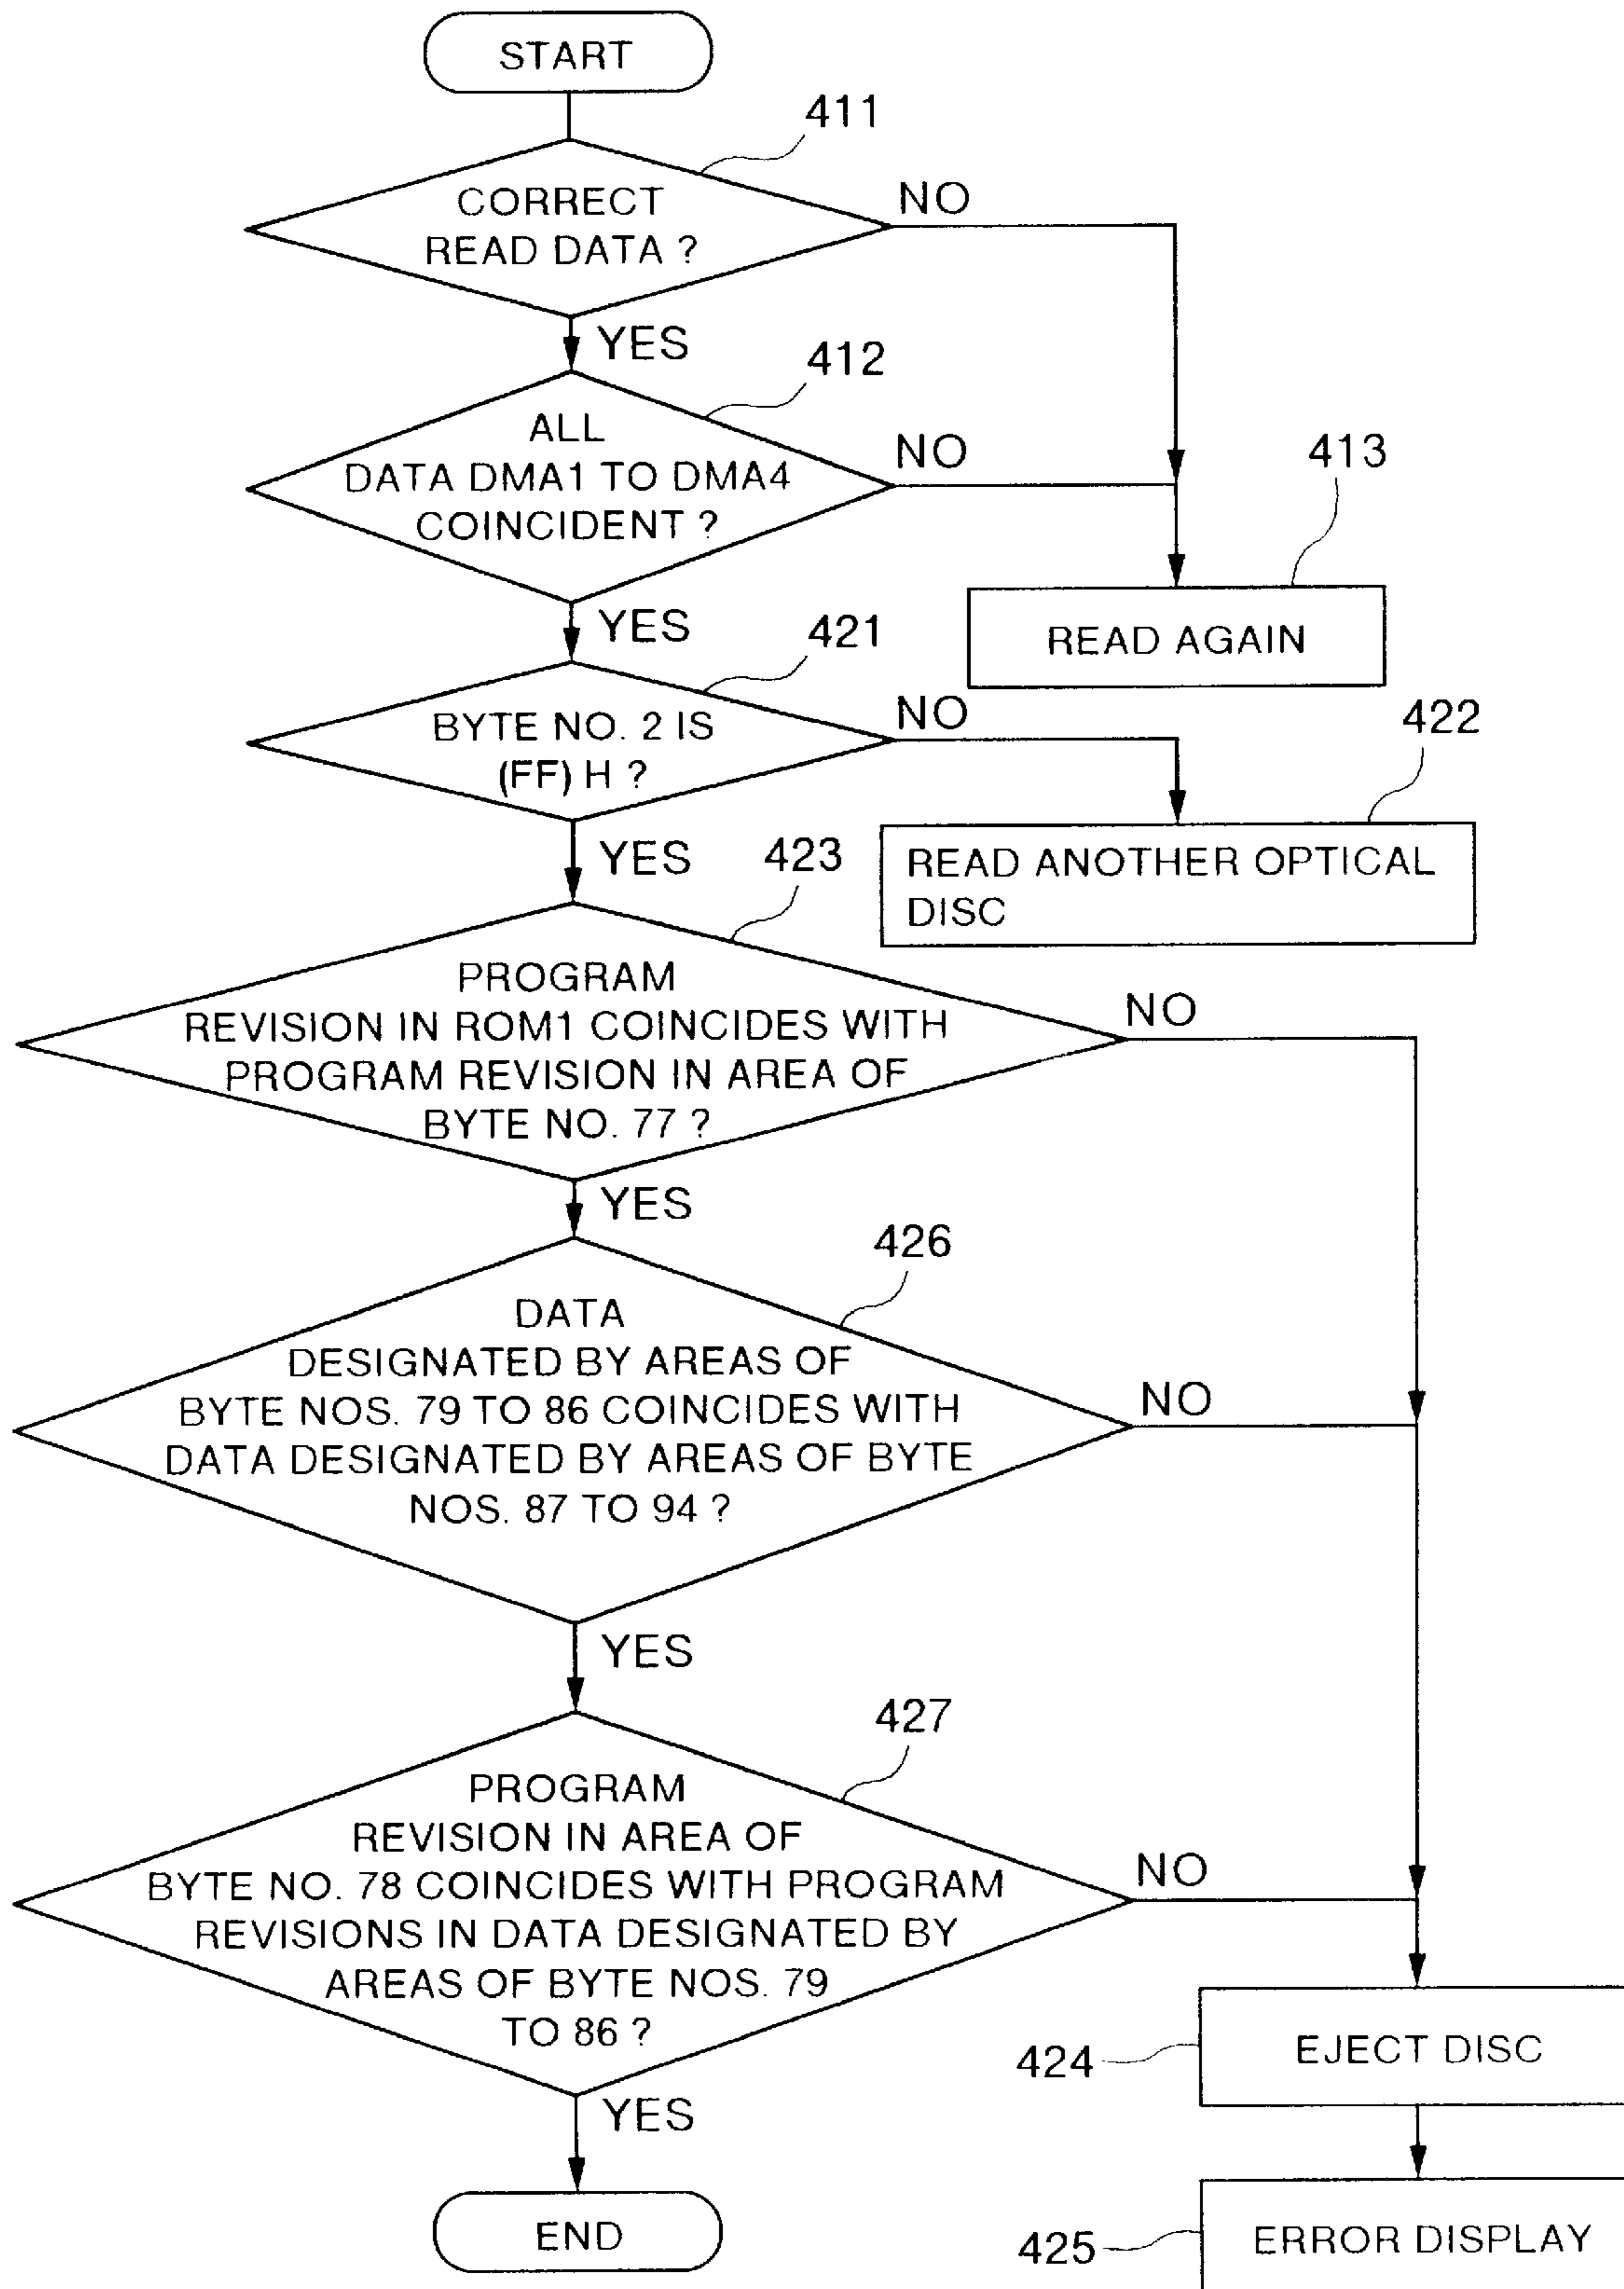 START
411
CORRECT
READ DATA ?
NO
YES
412
ALL
DATA DMA1 TO DMA4
COINCIDENT ?
NO
413
READ AGAIN
YES
421
BYTE NO. 2 IS
(FF) H ?
NO
422
READ ANOTHER OPTICAL
DISC
YES
423
PROGRAM
REVISION IN ROM1 COINCIDES WITH
PROGRAM REVISION IN AREA OF
BYTE NO. 77 ?
NO
YES
426
DATA
DESIGNATED BY AREAS OF
BYTE NOS. 79 TO 86 COINCIDES WITH
DATA DESIGNATED BY AREAS OF BYTE
NOS. 87 TO 94 ?
NO
YES
427
PROGRAM
REVISION IN AREA OF
BYTE NO. 78 COINCIDES WITH PROGRAM
REVISIONS IN DATA DESIGNATED BY
AREAS OF BYTE NOS. 79
TO 86 ?
NO
424
EJECT DISC
YES
END
425
ERROR DISPLAY